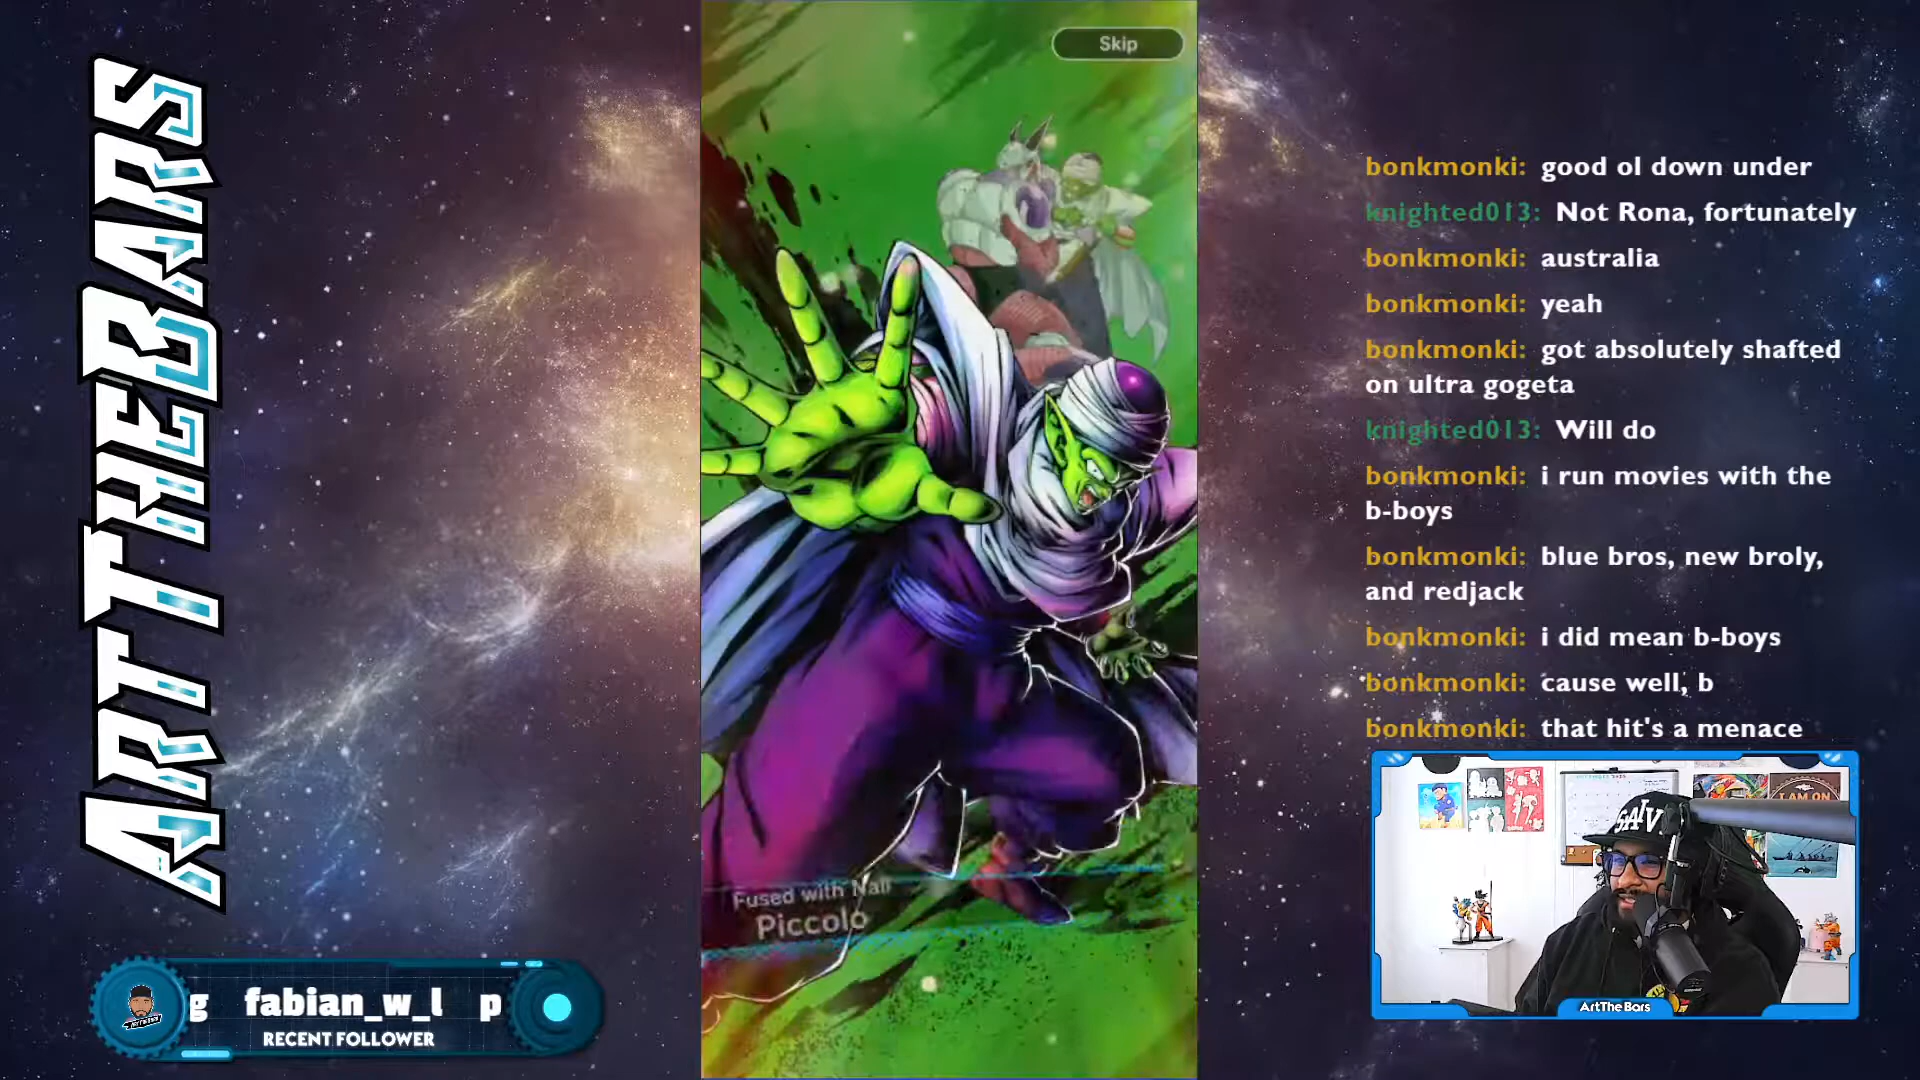 ARTTHEBARS
Skip
bonkmonki: good ol down under
knighted013: Not Rona, fortunately
bonkmonki: australia
bonkmonki: yeah
bonkmonki: got absolutely shafted
on ultra gogeta
knighted013: Will do
bonkmonki: i run movies with the
b-boys
bonkmonki: blue bros, new broly,
and redjack
bonkmonki: i did mean b-boys
bonkmonki: cause well, b
bonkmonki: that hit's a menace
Fused with Nail
Piccolo
I AM ON
SAIY
ArtTheBars
g fabian_w_l p
RECENT FOLLOWER